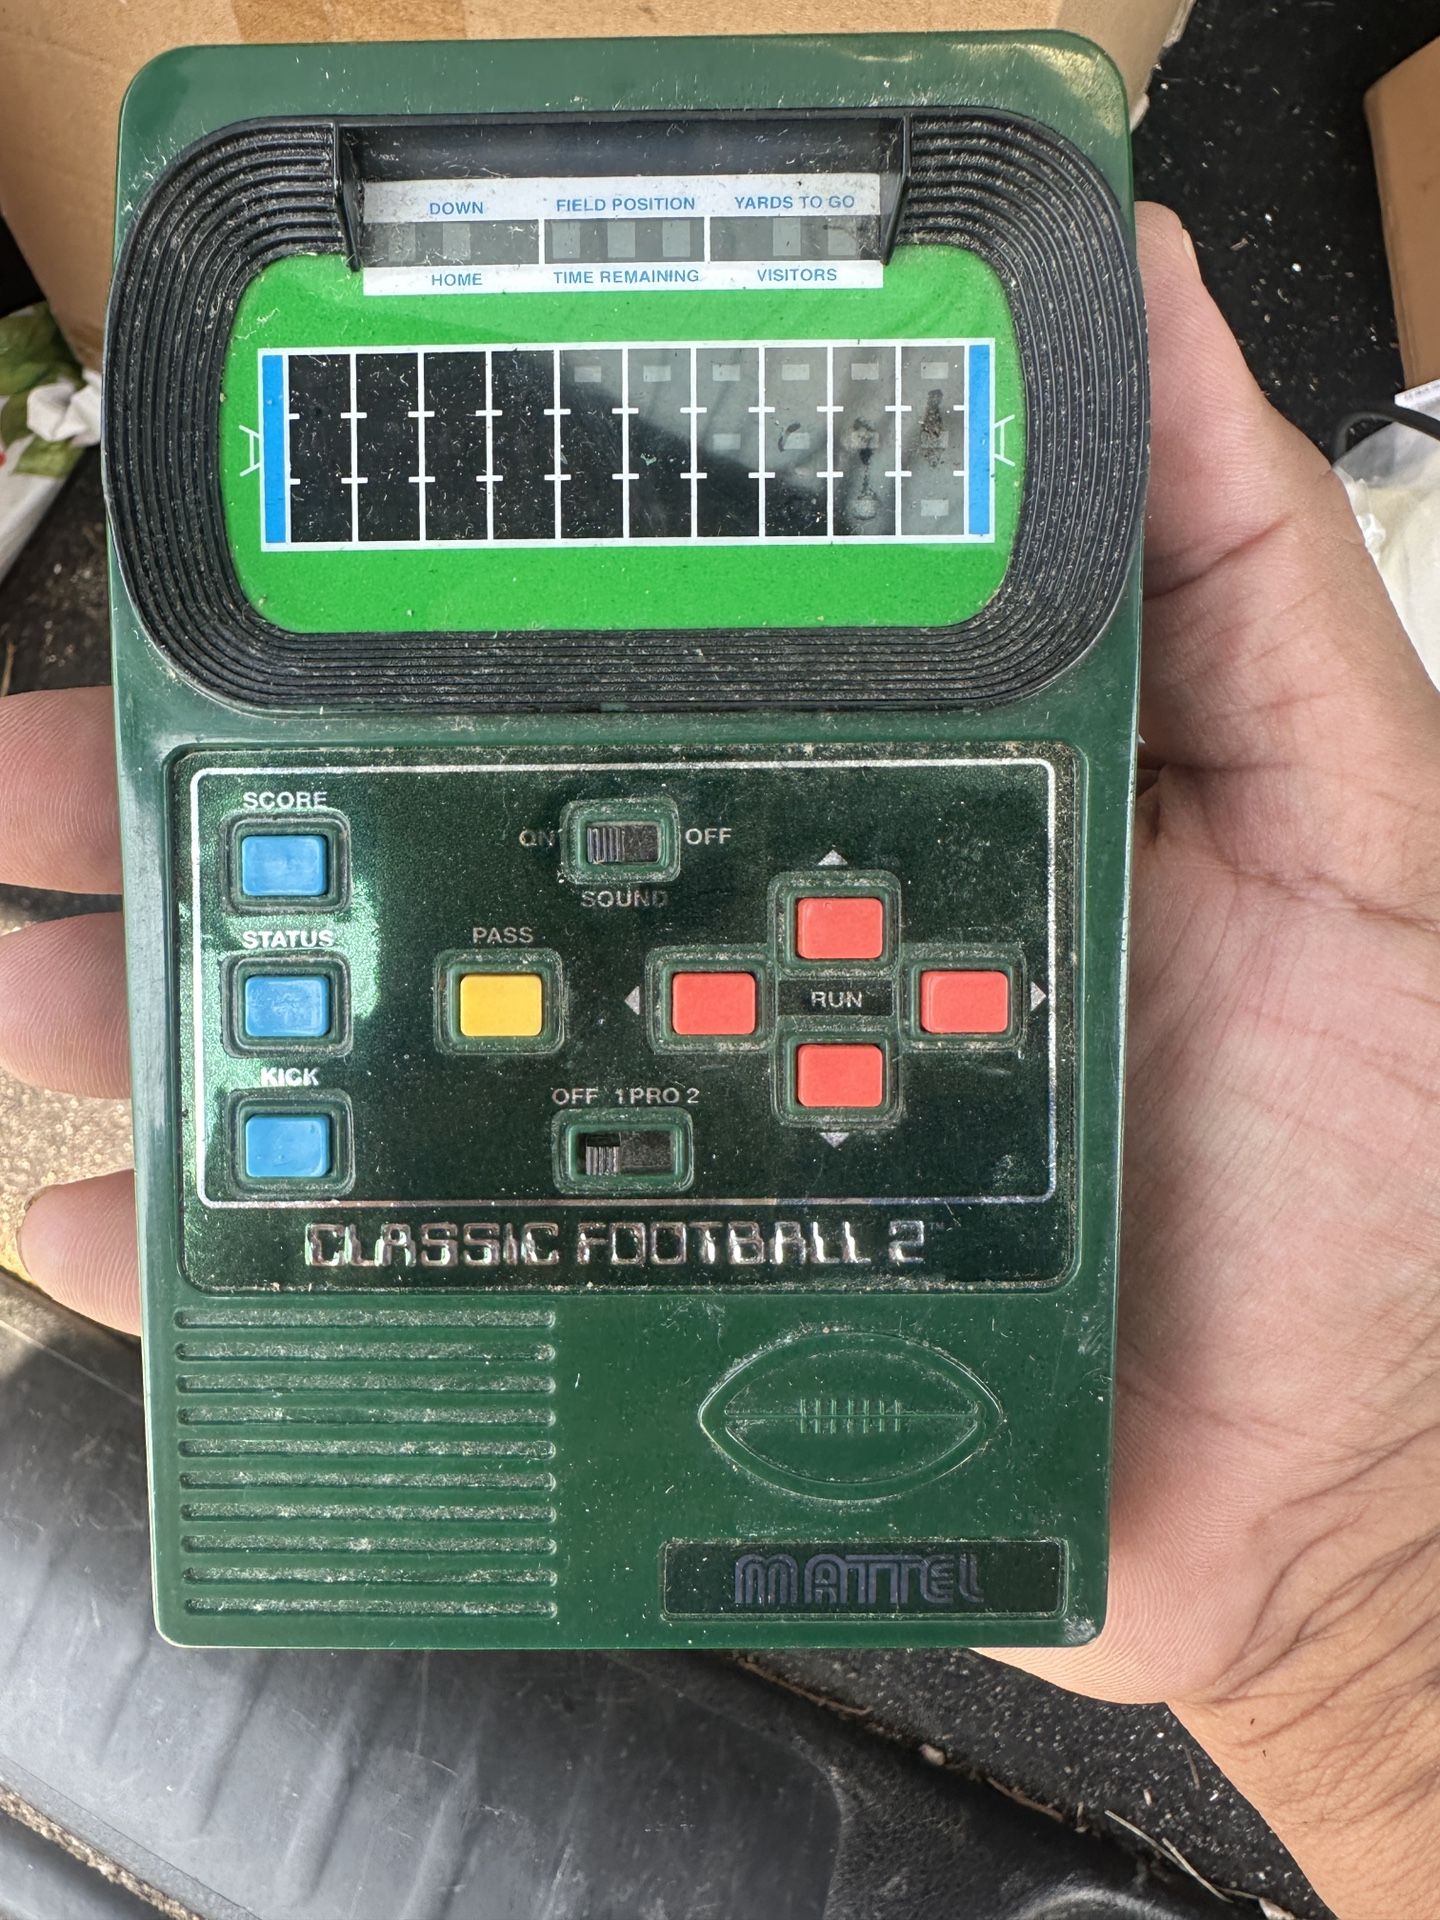 DOWN FIELD POSITION YARDS TO GO
HOME TIME REMAINING VISITORS
SCORE
ON OFF
SOUND
STATUS
PASS
RUN
KICK
OFF 1 PRO 2
CLASSIC FOOTBALL 2™
MATTEL